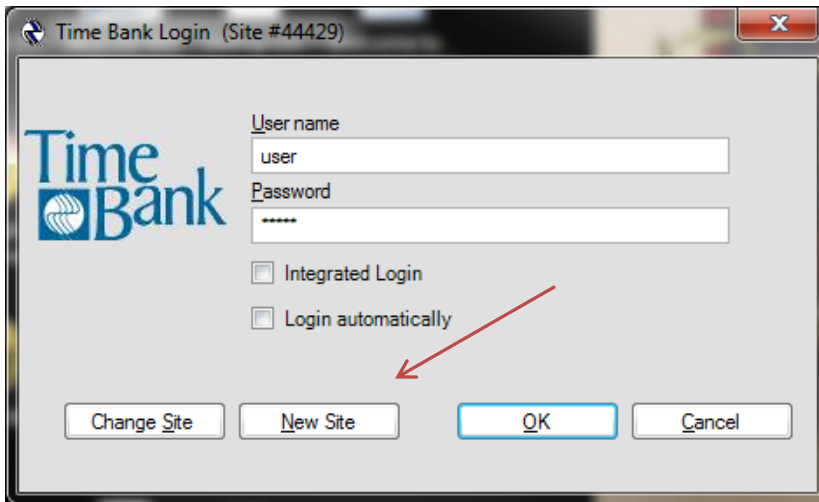 Time Bank Login (Site #44429)
Time
Bank
User name
user
Password
*****
Integrated Login
Login automatically
Change Site
New Site
OK
Cancel